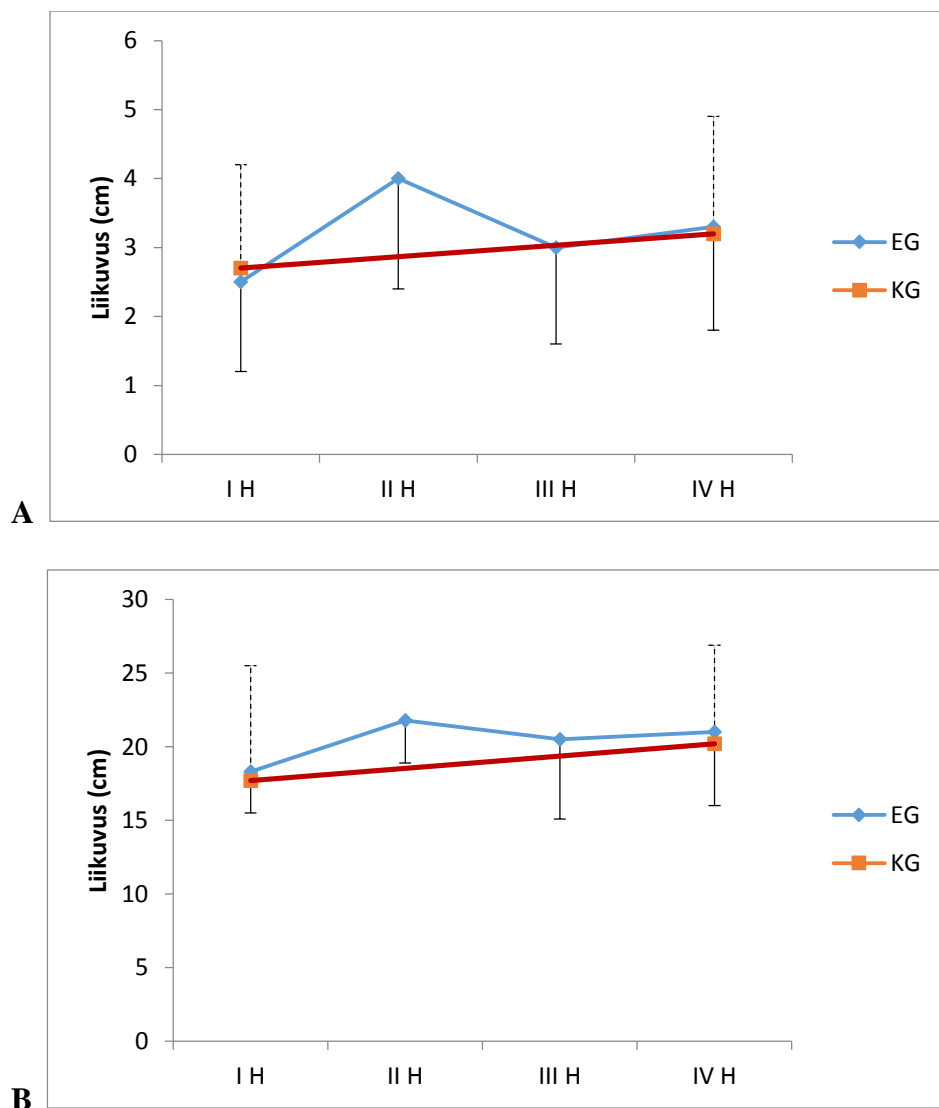 6
5
4
3
2
1
0
Liikuvus (cm)
I H II H III H IV H
EG
KG
A
30
25
20
15
10
5
0
Liikuvus (cm)
I H II H III H IV H
EG
KG
B